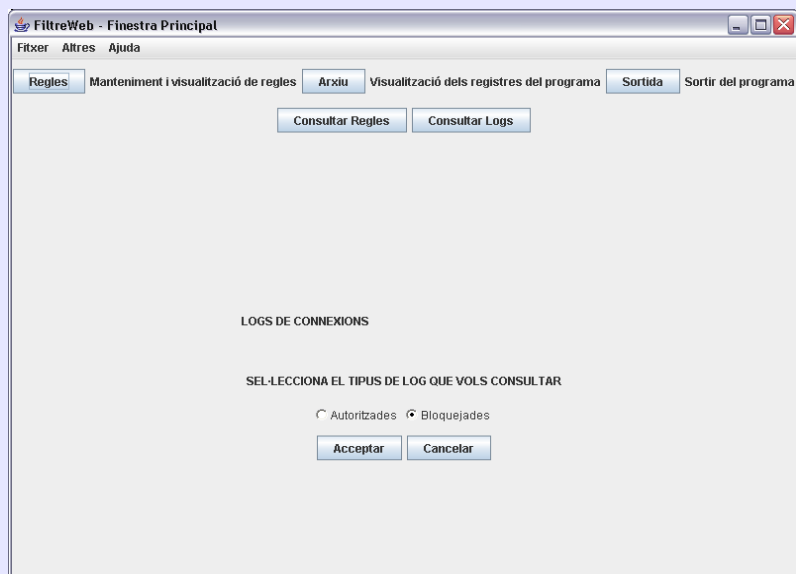 FiltreWeb - Finestra Principal
Fitxer Altres Ajuda
Regles Manteniment i visualització de regles Arxiu Visualització dels registres del programa Sortida Sortir del programa
Consultar Regles Consultar Logs
LOGS DE CONNEXIONS
SEL·LECCIONA EL TIPUS DE LOG QUE VOLS CONSULTAR
Autoritzades Bloquejades
Acceptar Cancelar